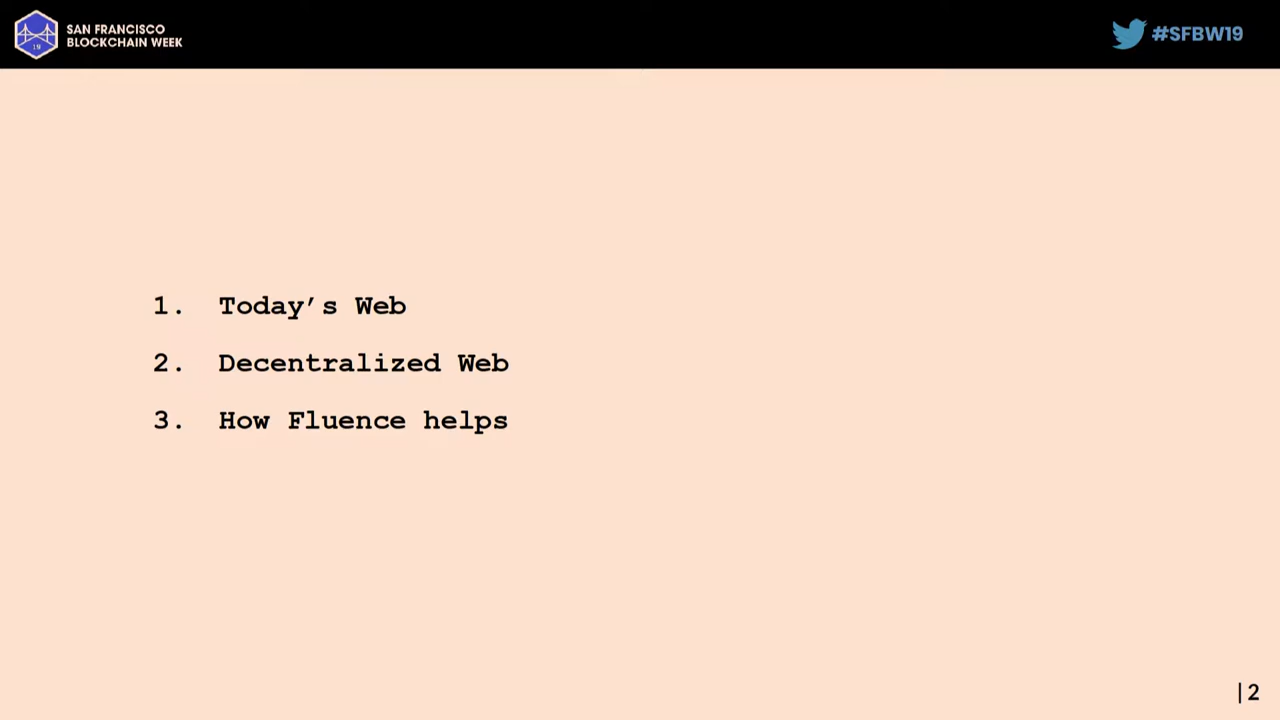 SAN FRANCISCO
BLOCKCHAIN WEEK
#SFBW19
1. Today’s Web
2. Decentralized Web
3. How Fluence helps
|2